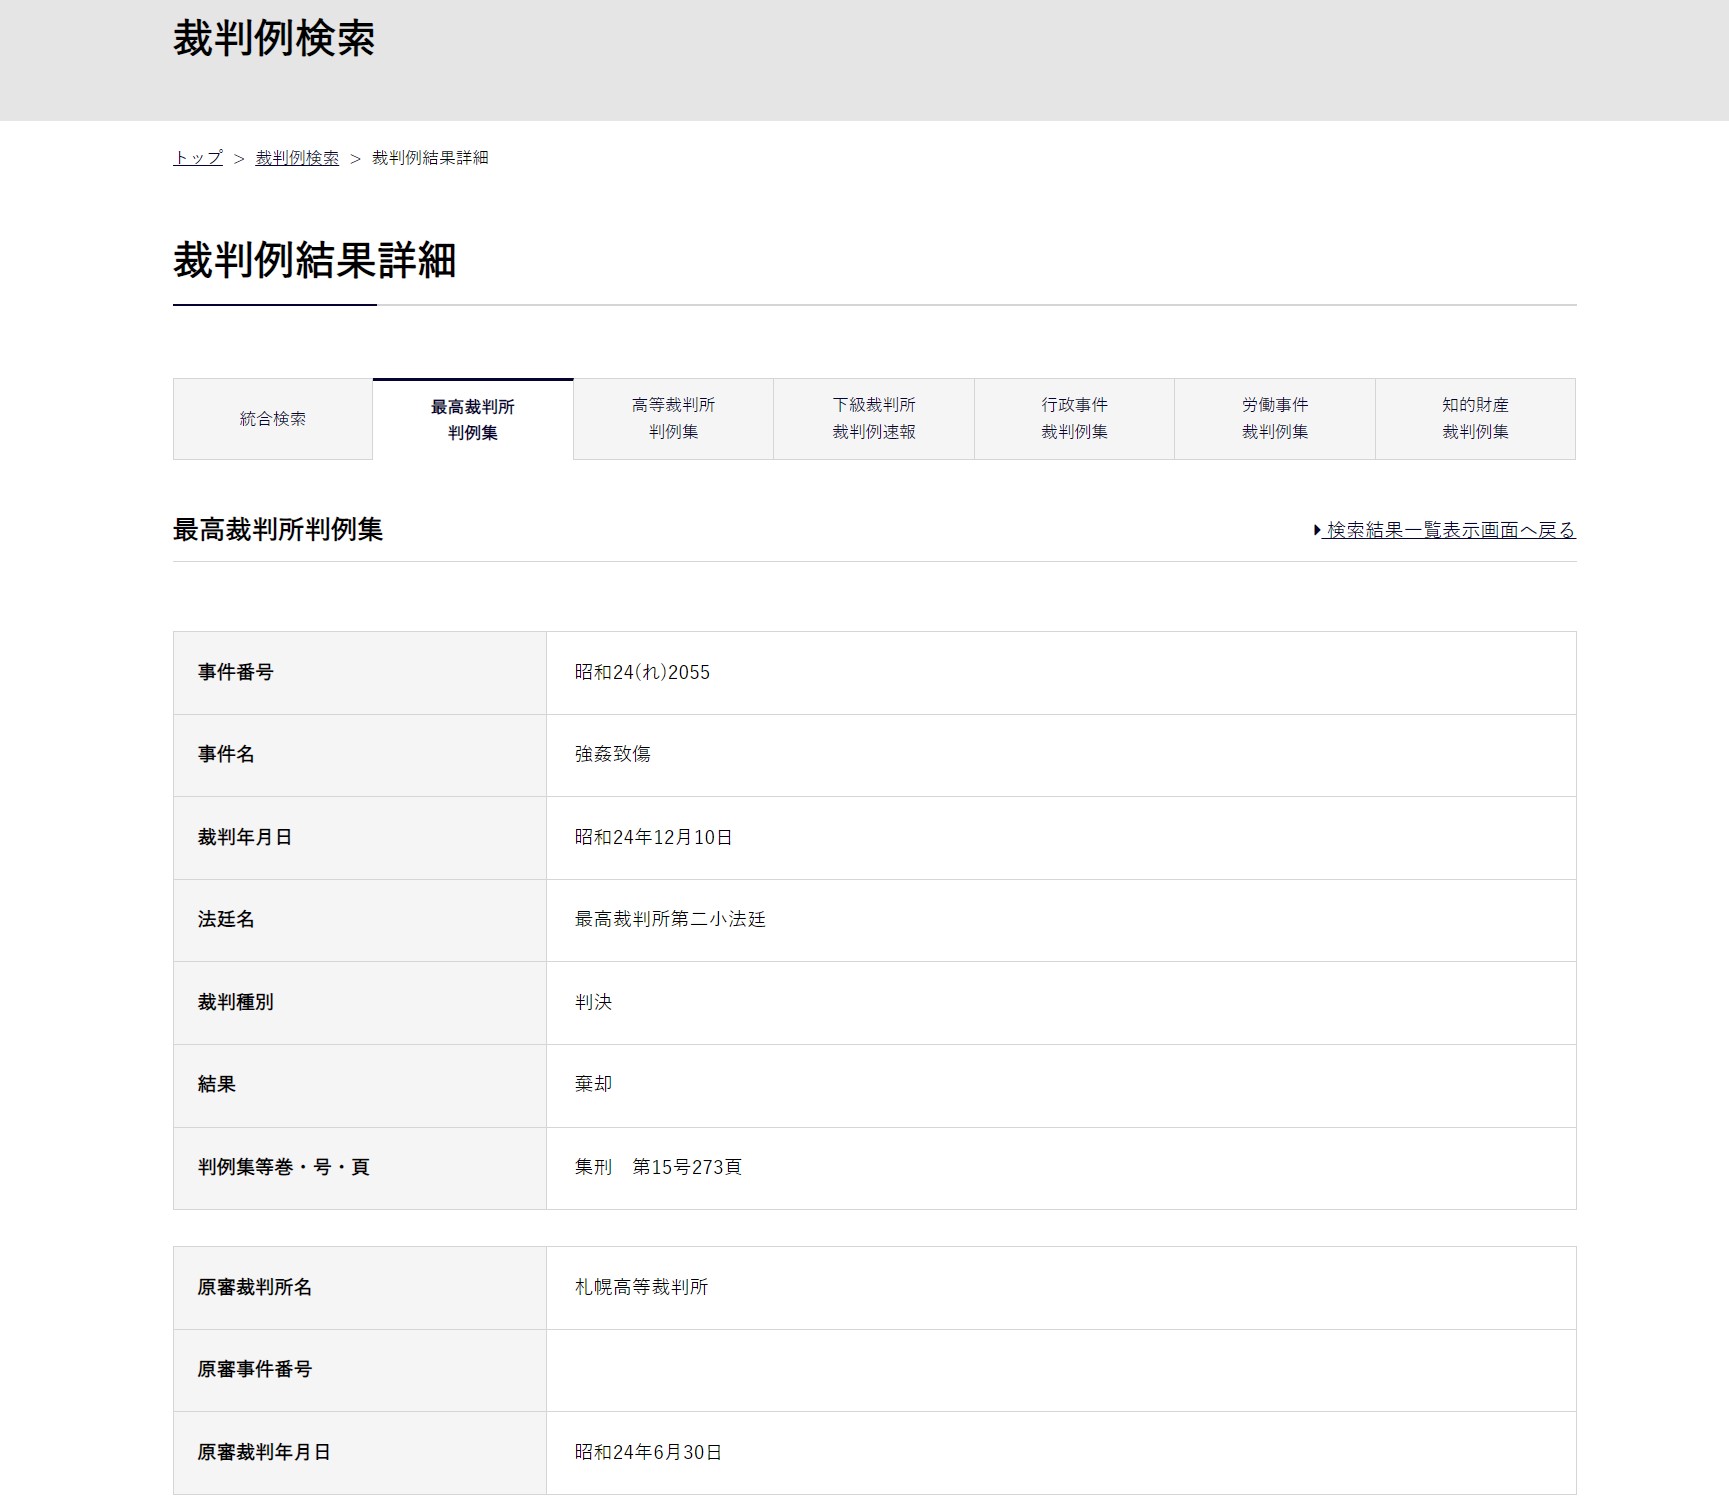 裁判例検索
トップ > 裁判例検索 > 裁判例結果詳細
裁判例結果詳細
統合検索
最高裁判所
判例集
高等裁判所
判例集
下級裁判所
裁判例速報
行政事件
裁判例集
労働事件
裁判例集
知的財産
裁判例集
最高裁判所判例集
検索結果一覧表示画面へ戻る
事件番号 昭和24(れ)2055
事件名 強姦致傷
裁判年月日 昭和24年12月10日
法廷名 最高裁判所第二小法廷
裁判種別 判決
結果 棄却
判例集等巻・号・頁 集刑　第15号273頁
原審裁判所名 札幌高等裁判所
原審事件番号
原審裁判年月日 昭和24年6月30日